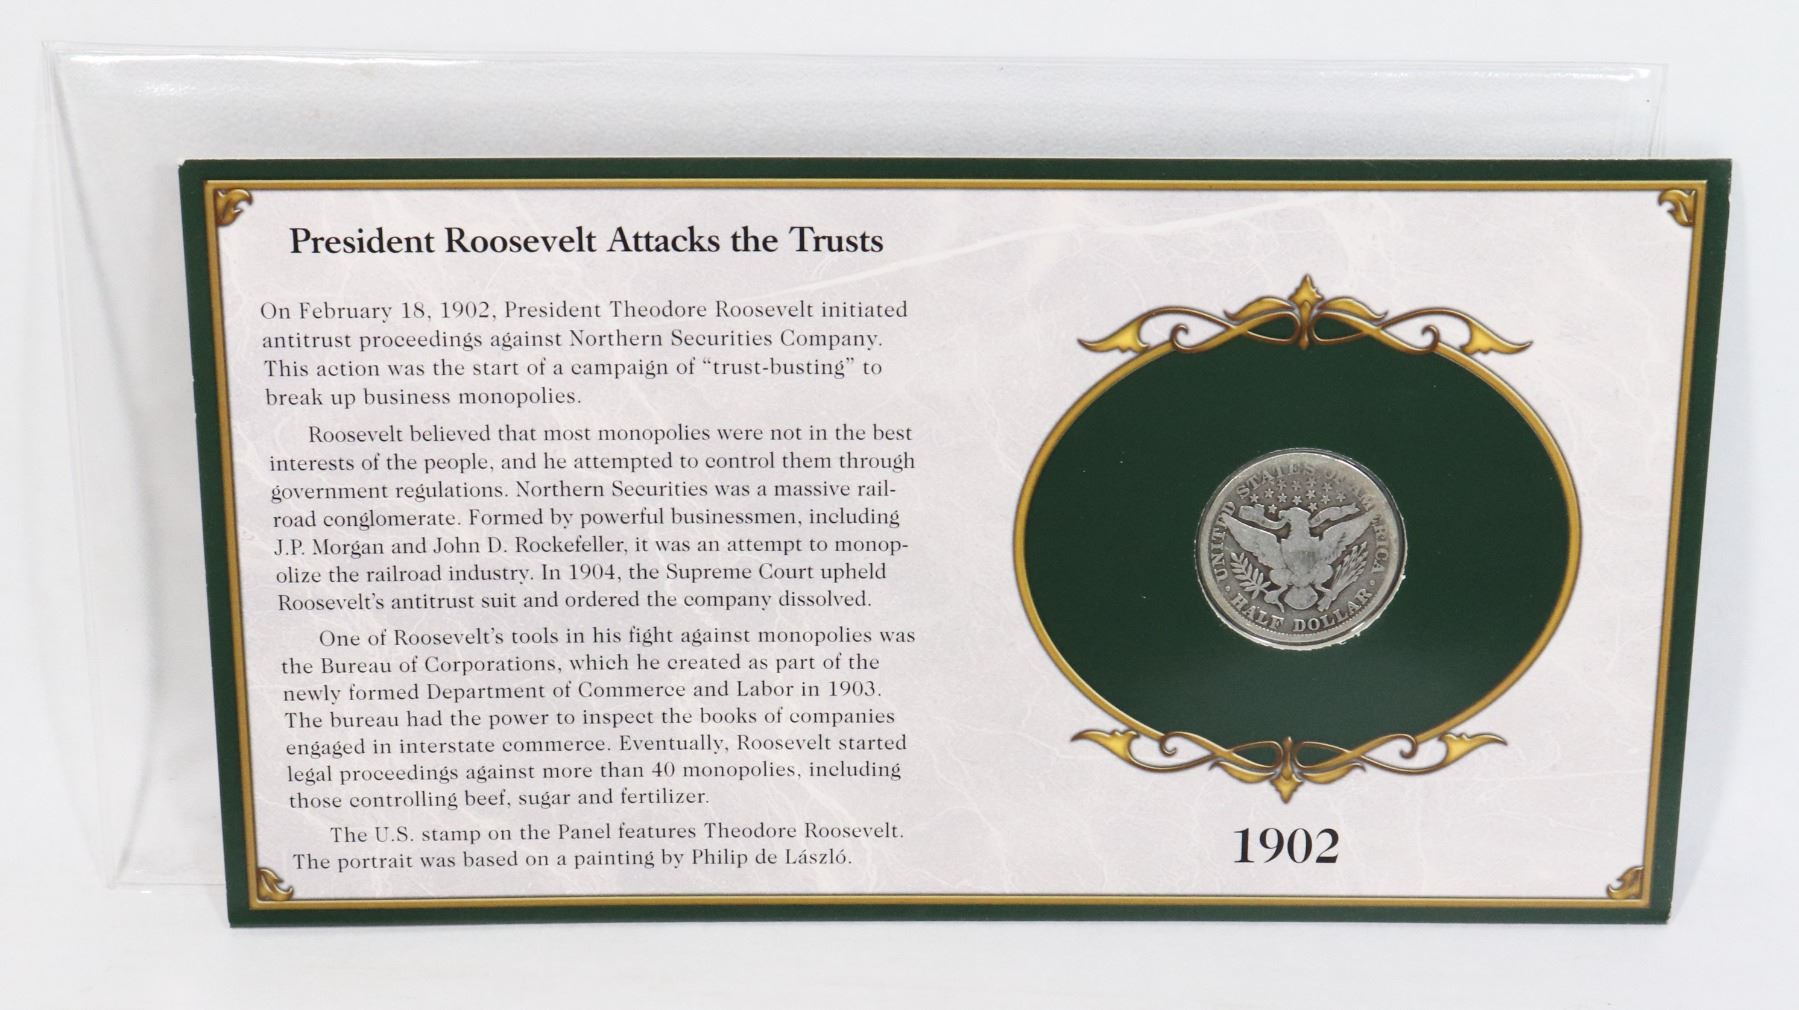 President Roosevelt Attacks the Trusts
On February 18, 1902, President Theodore Roosevelt initiated
antitrust proceedings against Northern Securities Company.
This action was the start of a campaign of “trust-busting” to
break up business monopolies.
Roosevelt believed that most monopolies were not in the best
interests of the people, and he attempted to control them through
government regulations. Northern Securities was a massive rail-
road conglomerate. Formed by powerful businessmen, including
J.P. Morgan and John D. Rockefeller, it was an attempt to monop-
olize the railroad industry. In 1904, the Supreme Court upheld
Roosevelt’s antitrust suit and ordered the company dissolved.
One of Roosevelt’s tools in his fight against monopolies was
the Bureau of Corporations, which he created as part of the
newly formed Department of Commerce and Labor in 1903.
The bureau had the power to inspect the books of companies
engaged in interstate commerce. Eventually, Roosevelt started
legal proceedings against more than 40 monopolies, including
those controlling beef, sugar and fertilizer.
The U.S. stamp on the Panel features Theodore Roosevelt.
The portrait was based on a painting by Philip de László.
UNITED STATES OF AMERICA
HALF DOLLAR
1902